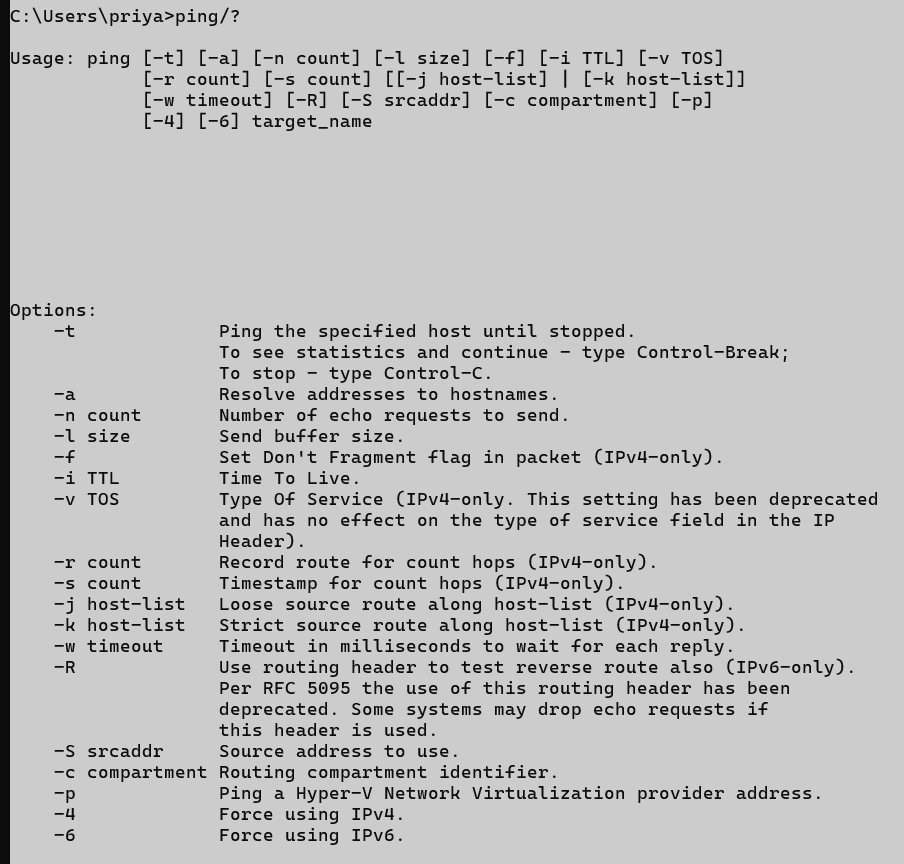 C:\Users\priya>ping/?
Usage: ping [-t] [-a] [-n count] [-l size] [-f] [-i TTL] [-v TOS]
            [-r count] [-s count] [[-j host-list] | [-k host-list]]
            [-w timeout] [-R] [-S srcaddr] [-c compartment] [-p]
            [-4] [-6] target_name
Options:
    -t             Ping the specified host until stopped.
                   To see statistics and continue - type Control-Break;
                   To stop - type Control-C.
    -a             Resolve addresses to hostnames.
    -n count       Number of echo requests to send.
    -l size        Send buffer size.
    -f             Set Don't Fragment flag in packet (IPv4-only).
    -i TTL         Time To Live.
    -v TOS         Type Of Service (IPv4-only. This setting has been deprecated
                   and has no effect on the type of service field in the IP
                   Header).
    -r count       Record route for count hops (IPv4-only).
    -s count       Timestamp for count hops (IPv4-only).
    -j host-list   Loose source route along host-list (IPv4-only).
    -k host-list   Strict source route along host-list (IPv4-only).
    -w timeout     Timeout in milliseconds to wait for each reply.
    -R             Use routing header to test reverse route also (IPv6-only).
                   Per RFC 5095 the use of this routing header has been
                   deprecated. Some systems may drop echo requests if
                   this header is used.
    -S srcaddr     Source address to use.
    -c compartment Routing compartment identifier.
    -p             Ping a Hyper-V Network Virtualization provider address.
    -4             Force using IPv4.
    -6             Force using IPv6.